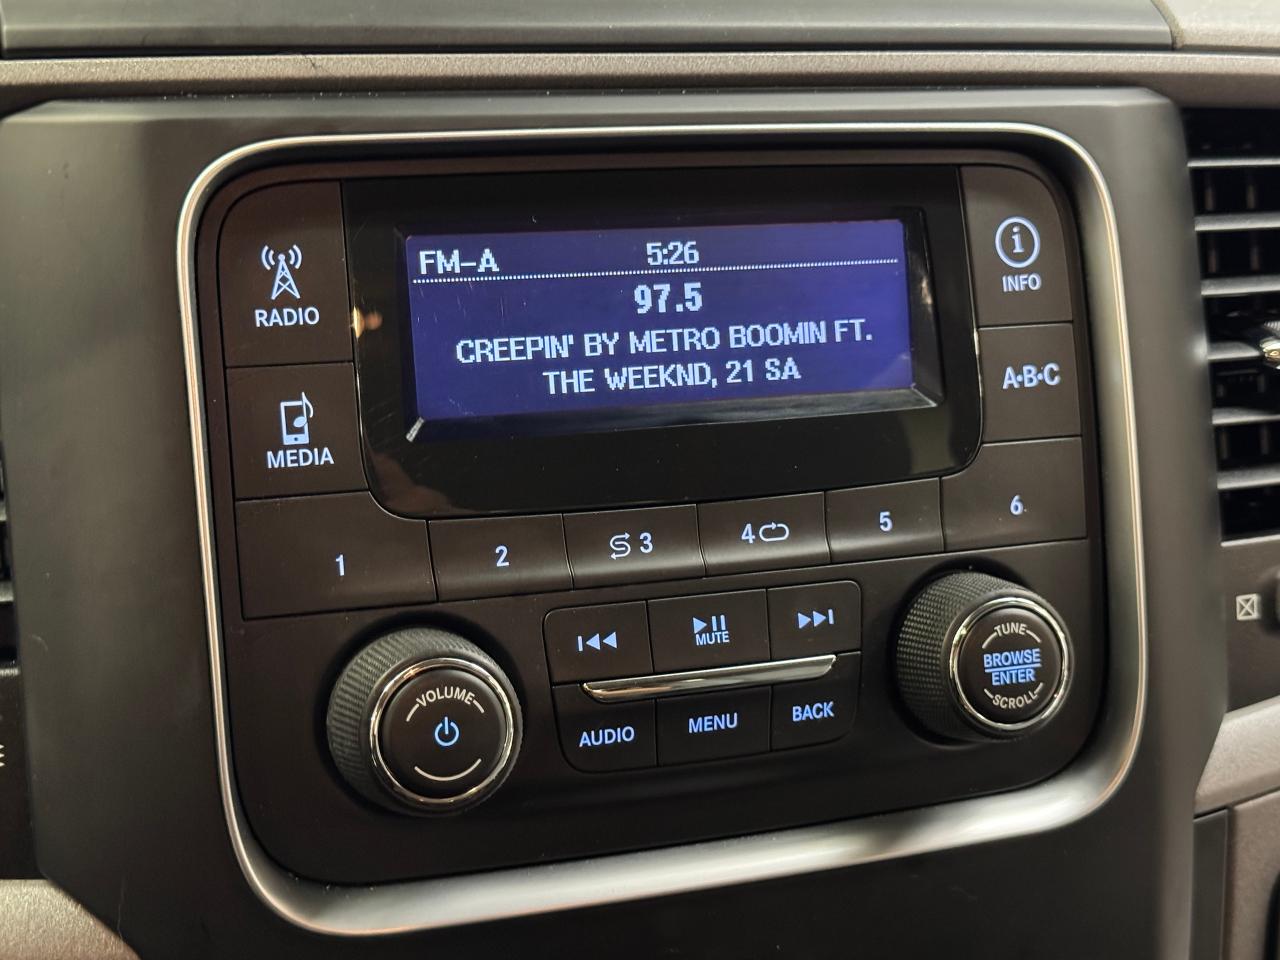 RADIO
MEDIA
FM-A 5:26
97.5
CREEPIN' BY METRO BOOMIN FT.
THE WEEKND, 21 SA
i
INFO
A·B·C
1 2 3 4 5 6
MUTE
AUDIO MENU BACK
VOLUME
TUNE
BROWSE
ENTER
SCROLL